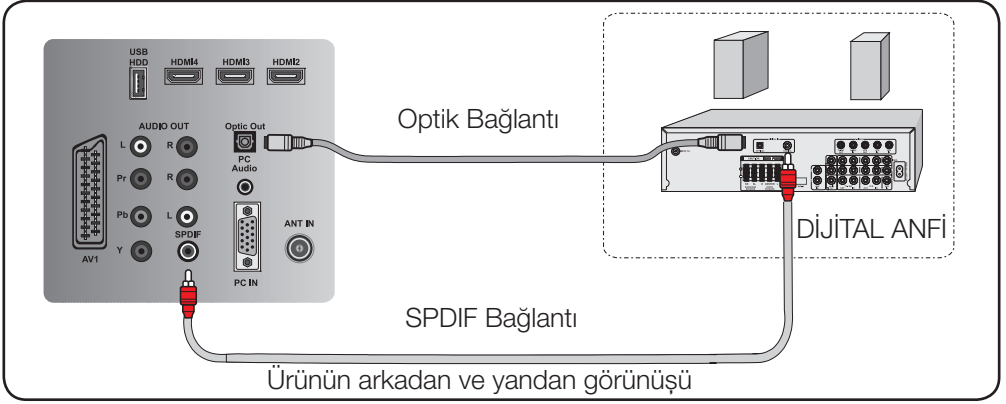 USB
HDD
HDMI4
HDMI3
HDMI2
AUDIO OUT
Optic Out
L
R
PC
Audio
Pr
R
Pb
L
SPDIF
ANT IN
Y
AV1
PC IN
Optik Bağlantı
DİJİTAL ANFİ
SPDIF Bağlantı
Ürünün arkadan ve yandan görünüşü